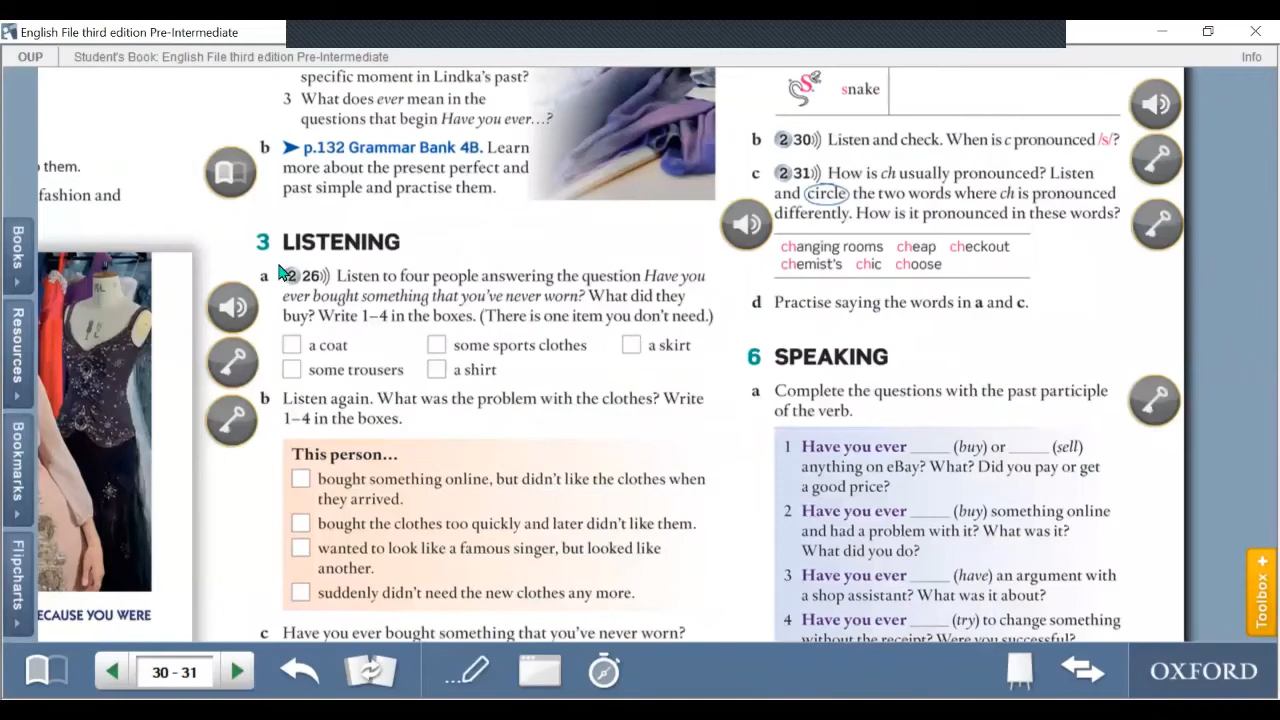 English File third edition Pre-Intermediate
OUP
Student's Book: English File third edition Pre-Intermediate
Info
o them.
fashion and
ECAUSE YOU WERE
specific moment in Lindka's past?
3 What does ever mean in the
questions that begin Have you ever...?
b ➤ p.132 Grammar Bank 4B. Learn
more about the present perfect and
past simple and practise them.
3 LISTENING
a 2 26))) Listen to four people answering the question Have you
ever bought something that you've never worn? What did they
buy? Write 1–4 in the boxes. (There is one item you don't need.)
a coat
some sports clothes
a skirt
some trousers
a shirt
b Listen again. What was the problem with the clothes? Write
1–4 in the boxes.
This person...
bought something online, but didn't like the clothes when
they arrived.
bought the clothes too quickly and later didn't like them.
wanted to look like a famous singer, but looked like
another.
suddenly didn't need the new clothes any more.
c Have you ever bought something that you've never worn?
snake
b 2 30))) Listen and check. When is c pronounced /s/?
c 2 31))) How is ch usually pronounced? Listen
and circle the two words where ch is pronounced
differently. How is it pronounced in these words?
changing rooms cheap checkout
chemist's chic choose
d Practise saying the words in a and c.
6 SPEAKING
a Complete the questions with the past participle
of the verb.
1 Have you ever _____ (buy) or _____ (sell)
anything on eBay? What? Did you pay or get
a good price?
2 Have you ever _____ (buy) something online
and had a problem with it? What was it?
What did you do?
3 Have you ever _____ (have) an argument with
a shop assistant? What was it about?
4 Have you ever _____ (try) to change something
without the receipt? Were you successful?
Books
Resources
Bookmarks
Flipcharts
Toolbox +
30 - 31
OXFORD